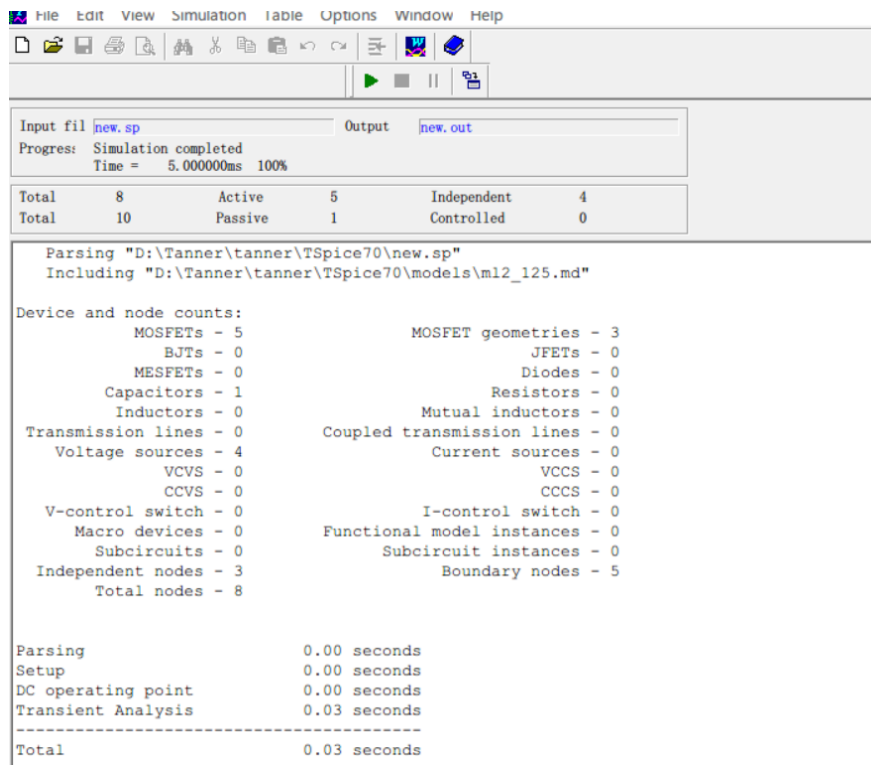 File Edit View Simulation Table Options Window Help
Input fil new.sp Output new.out
Progres: Simulation completed
Time = 5.000000ms 100%
Total 8 Active 5 Independent 4
Total 10 Passive 1 Controlled 0
Parsing "D:\Tanner\tanner\TSpice70\new.sp"
Including "D:\Tanner\tanner\TSpice70\models\ml2_125.md"
Device and node counts:
MOSFETs - 5 MOSFET geometries - 3
BJTs - 0 JFETs - 0
MESFETs - 0 Diodes - 0
Capacitors - 1 Resistors - 0
Inductors - 0 Mutual inductors - 0
Transmission lines - 0 Coupled transmission lines - 0
Voltage sources - 4 Current sources - 0
VCVS - 0 VCCS - 0
CCVS - 0 CCCS - 0
V-control switch - 0 I-control switch - 0
Macro devices - 0 Functional model instances - 0
Subcircuits - 0 Subcircuit instances - 0
Independent nodes - 3 Boundary nodes - 5
Total nodes - 8
Parsing 0.00 seconds
Setup 0.00 seconds
DC operating point 0.00 seconds
Transient Analysis 0.03 seconds
-----------------------------------------
Total 0.03 seconds